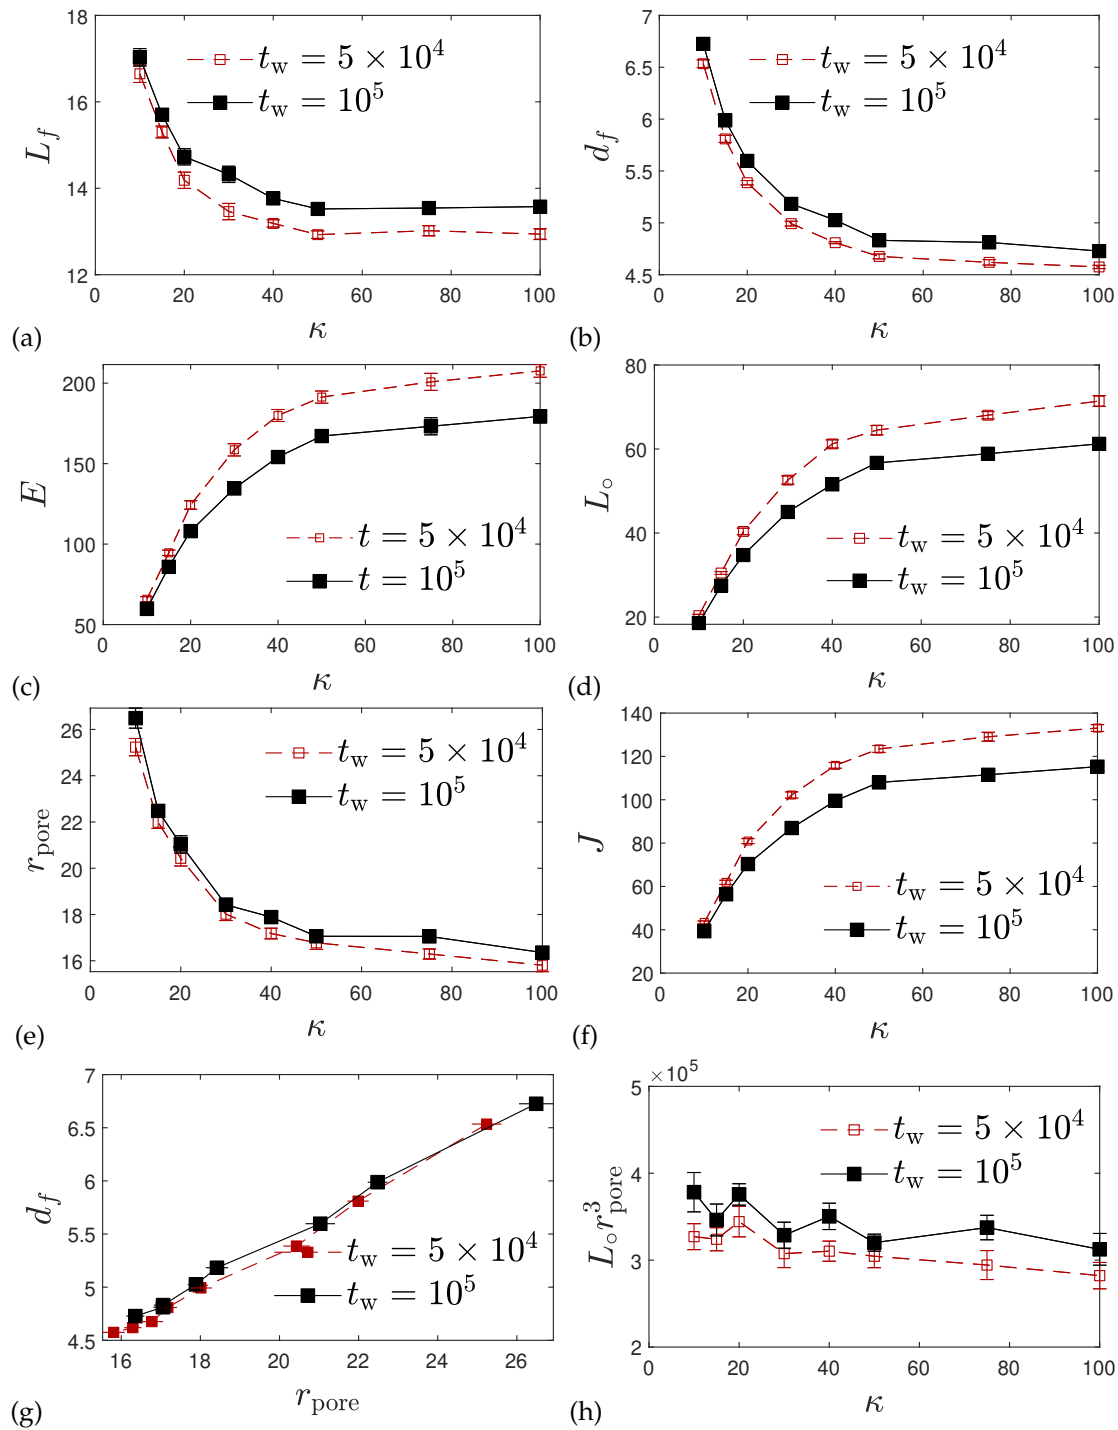 18
16
14
12
L_f
t_w = 5 × 10^4
t_w = 10^5
0 20 40 60 80 100
κ
(a)
7
6.5
6
5.5
5
4.5
d_f
t_w = 5 × 10^4
t_w = 10^5
0 20 40 60 80 100
κ
(b)
200
150
100
50
E
t = 5 × 10^4
t = 10^5
0 20 40 60 80 100
κ
(c)
80
60
40
20
L_∘
t_w = 5 × 10^4
t_w = 10^5
0 20 40 60 80 100
κ
(d)
26
24
22
20
18
16
r_pore
t_w = 5 × 10^4
t_w = 10^5
0 20 40 60 80 100
κ
(e)
140
120
100
80
60
40
20
J
t_w = 5 × 10^4
t_w = 10^5
0 20 40 60 80 100
κ
(f)
7
6.5
6
5.5
5
4.5
d_f
t_w = 5 × 10^4
t_w = 10^5
16 18 20 22 24 26
r_pore
(g)
×10^5
5
4
3
2
L_∘ r^3_pore
t_w = 5 × 10^4
t_w = 10^5
0 20 40 60 80 100
κ
(h)